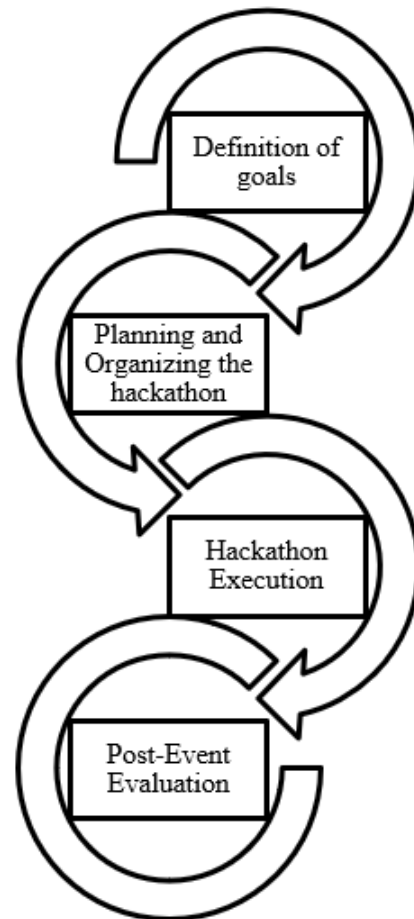 Definition of
goals
Planning and
Organizing the
hackathon
Hackathon
Execution
Post-Event
Evaluation